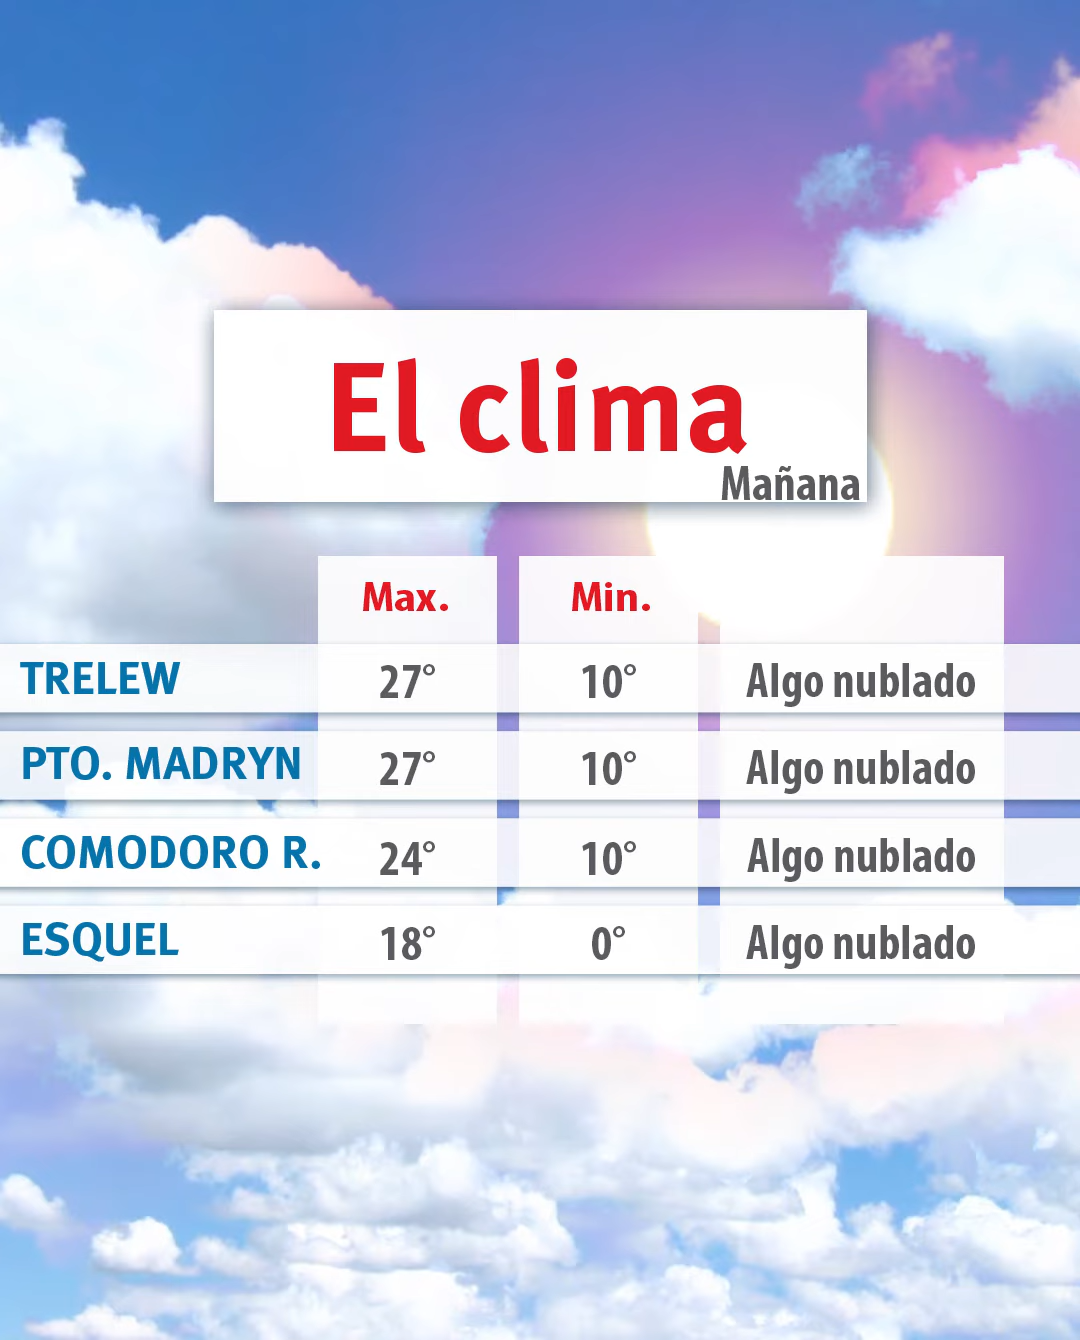 El clima
Mañana
Max. Min.
TRELEW 27° 10° Algo nublado
PTO. MADRYN 27° 10° Algo nublado
COMODORO R. 24° 10° Algo nublado
ESQUEL 18° 0° Algo nublado